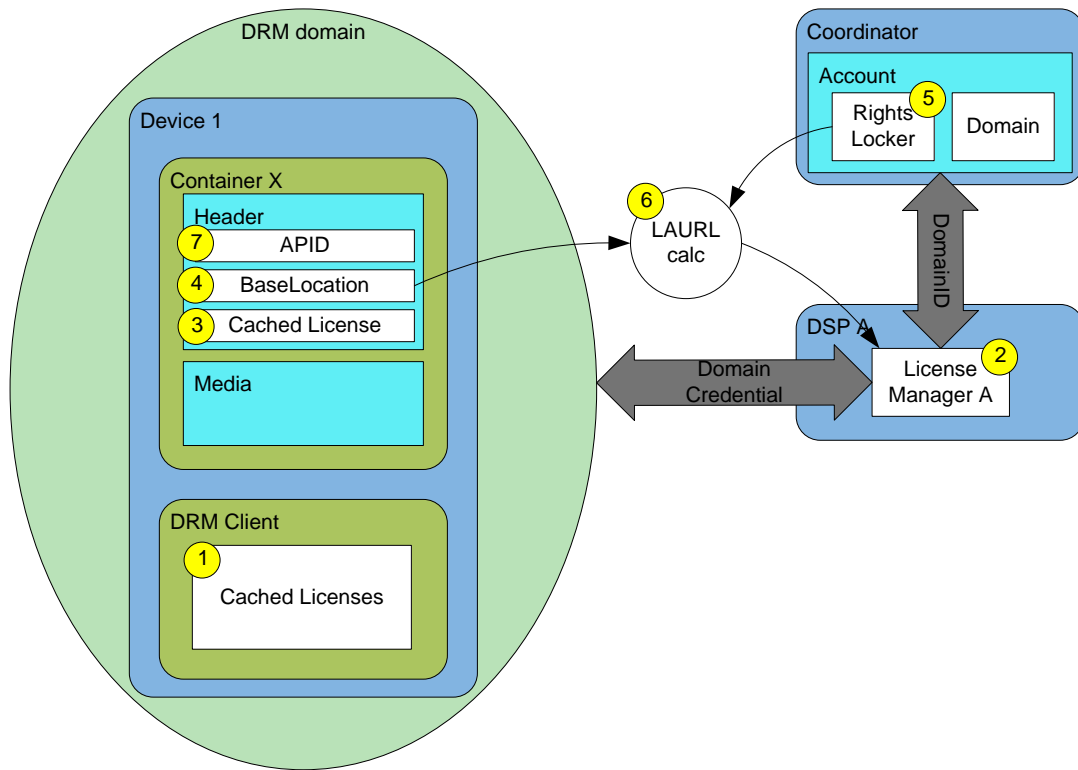 DRM domain
Device 1
Container X
Header
7
APID
4
BaseLocation
3
Cached License
Media
DRM Client
1
Cached Licenses
6
LAURL
calc
Coordinator
Account
5
Rights
Locker
Domain
DomainID
Domain
Credential
DSP A
2
License
Manager A